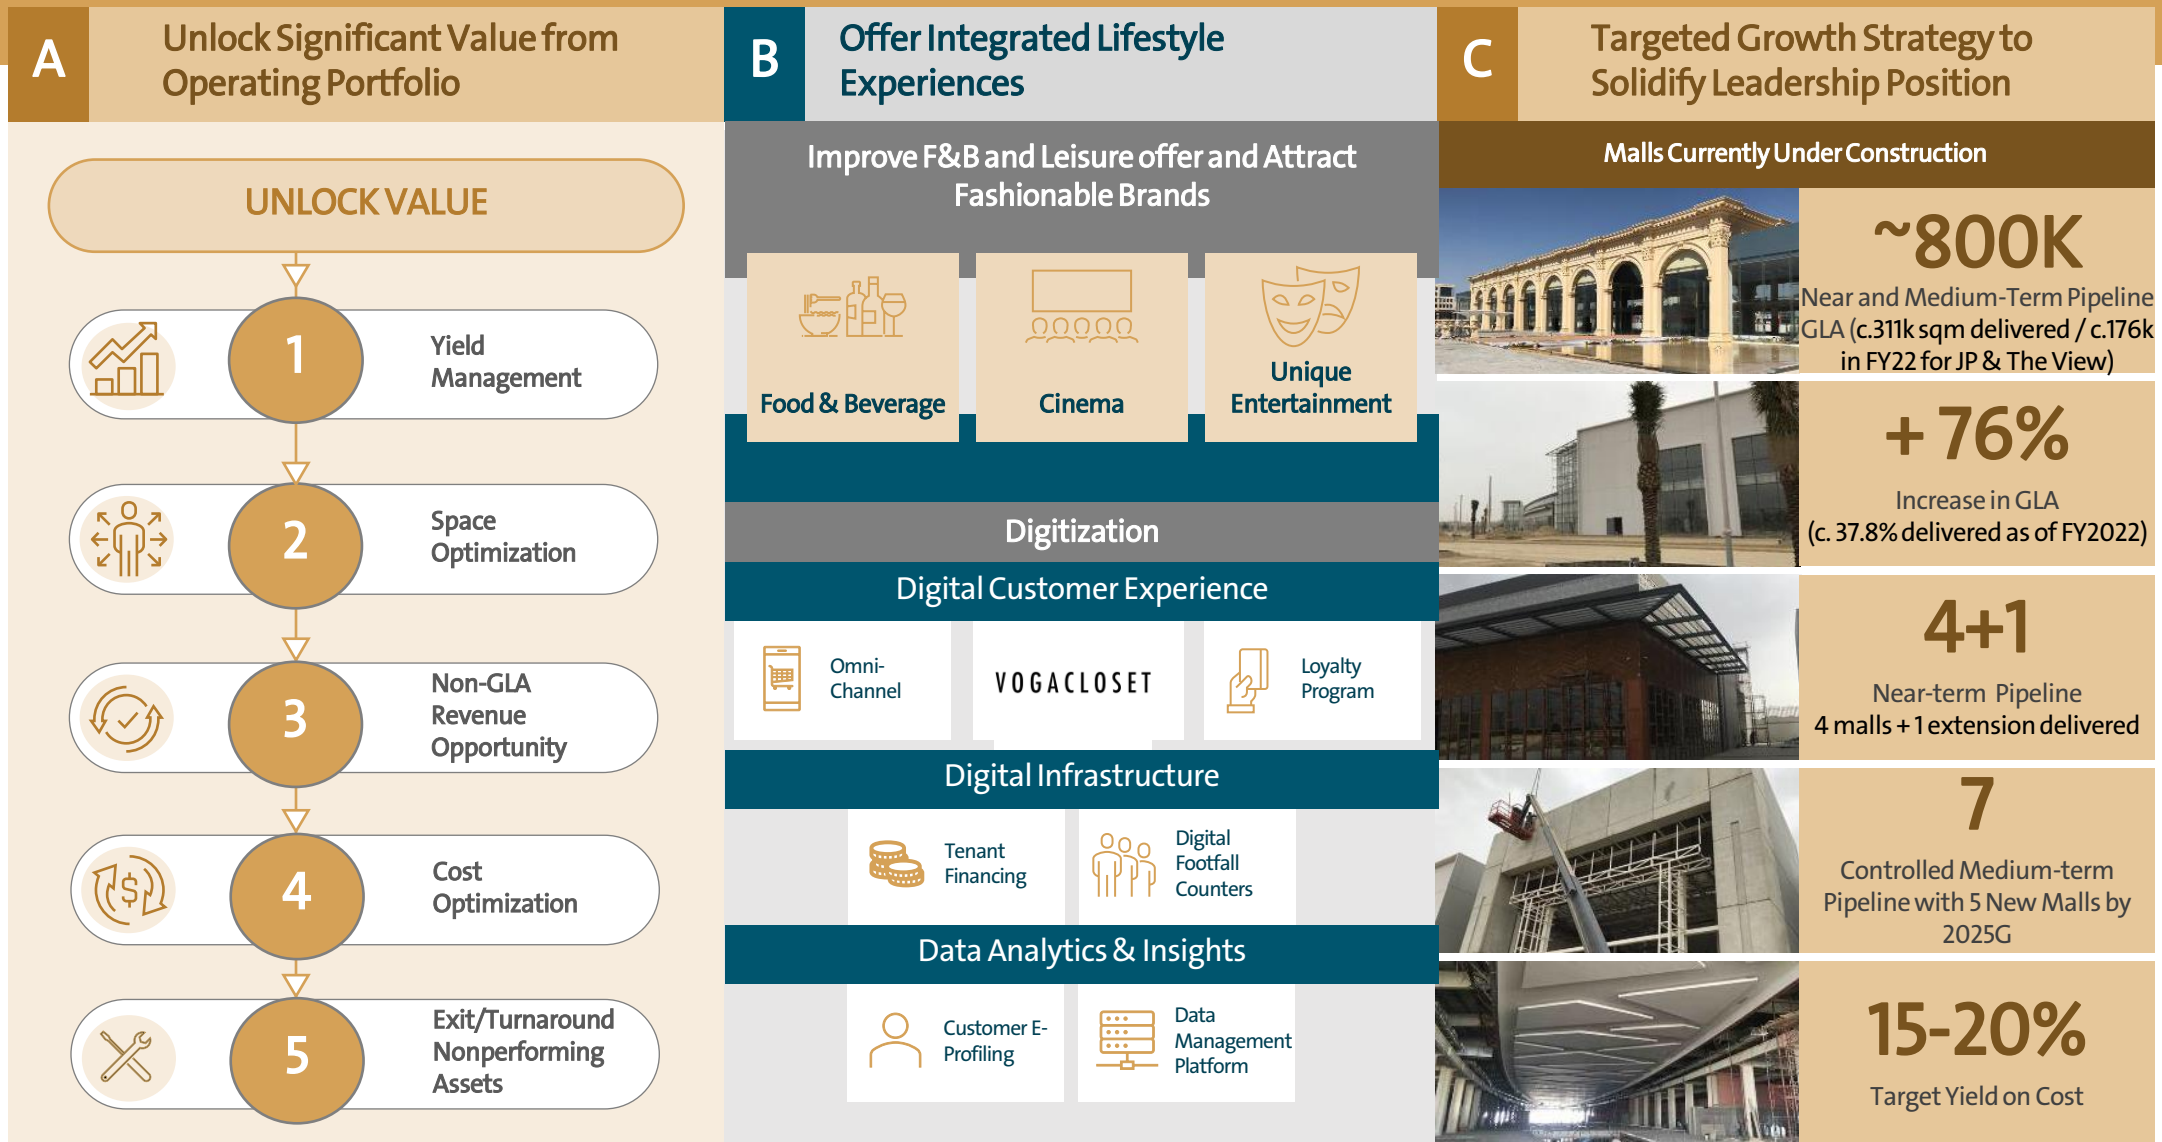 A
Unlock Significant Value from
Operating Portfolio
UNLOCK VALUE
1
Yield
Management
2
Space
Optimization
3
Non-GLA
Revenue
Opportunity
4
Cost
Optimization
5
Exit/Turnaround
Nonperforming
Assets
B
Offer Integrated Lifestyle
Experiences
Improve F&B and Leisure offer and Attract
Fashionable Brands
Food & Beverage
Cinema
Unique
Entertainment
Digitization
Digital Customer Experience
Omni-
Channel
VOGACLOSET
Loyalty
Program
Digital Infrastructure
Tenant
Financing
Digital
Footfall
Counters
Data Analytics & Insights
Customer E-
Profiling
Data
Management
Platform
C
Targeted Growth Strategy to
Solidify Leadership Position
Malls Currently Under Construction
~800K
Near and Medium-Term Pipeline
GLA (c.311k sqm delivered / c.176k
in FY22 for JP & The View)
+ 76%
Increase in GLA
(c. 37.8% delivered as of FY2022)
4+1
Near-term Pipeline
4 malls + 1 extension delivered
7
Controlled Medium-term
Pipeline with 5 New Malls by
2025G
15-20%
Target Yield on Cost